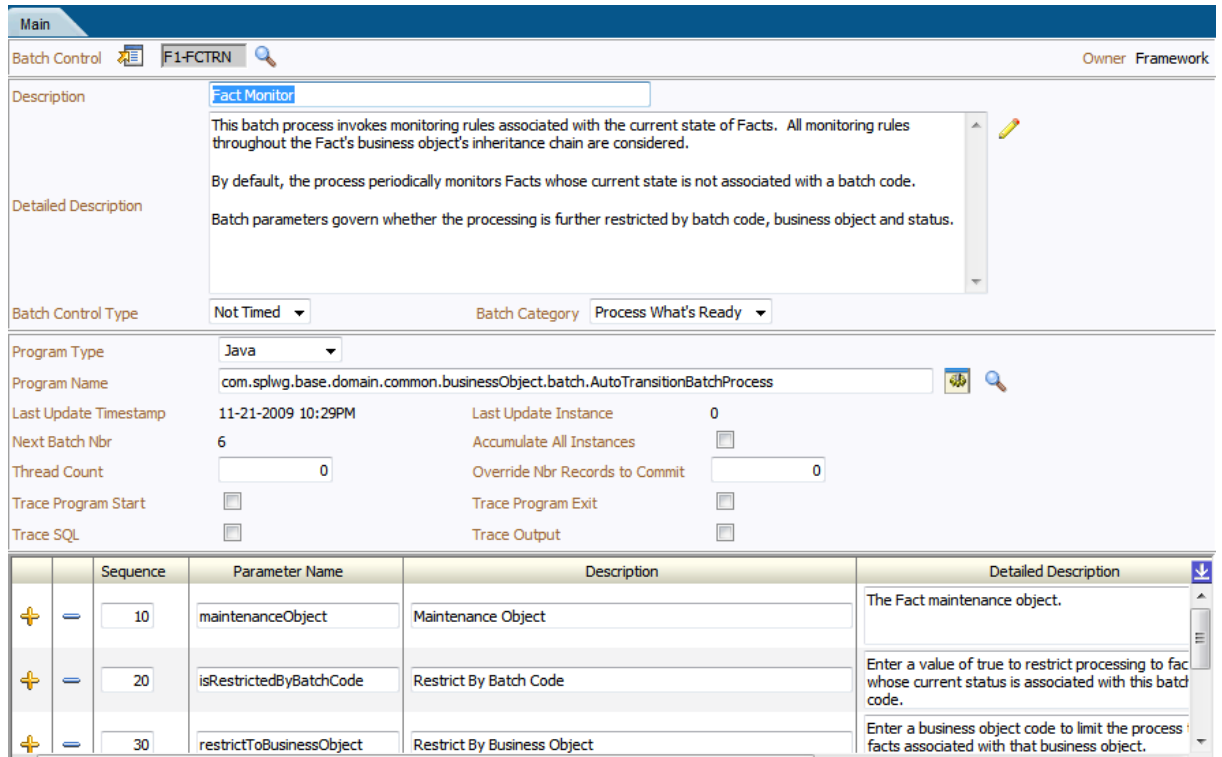 Main
Batch Control F1-FCTRN Owner Framework
Description Fact Monitor
This batch process invokes monitoring rules associated with the current state of Facts. All monitoring rules
throughout the Fact's business object's inheritance chain are considered.
By default, the process periodically monitors Facts whose current state is not associated with a batch code.
Detailed Description
Batch parameters govern whether the processing is further restricted by batch code, business object and status.
Batch Control Type Not Timed Batch Category Process What's Ready
Program Type Java
Program Name com.splwg.base.domain.common.businessObject.batch.AutoTransitionBatchProcess
Last Update Timestamp 11-21-2009 10:29PM Last Update Instance 0
Next Batch Nbr 6 Accumulate All Instances
Thread Count 0 Override Nbr Records to Commit 0
Trace Program Start Trace Program Exit
Trace SQL Trace Output
Sequence Parameter Name Description Detailed Description
10 maintenanceObject Maintenance Object The Fact maintenance object.
20 isRestrictedByBatchCode Restrict By Batch Code Enter a value of true to restrict processing to fac
whose current status is associated with this batch
code.
30 restrictToBusinessObject Restrict By Business Object Enter a business object code to limit the process
facts associated with that business object.